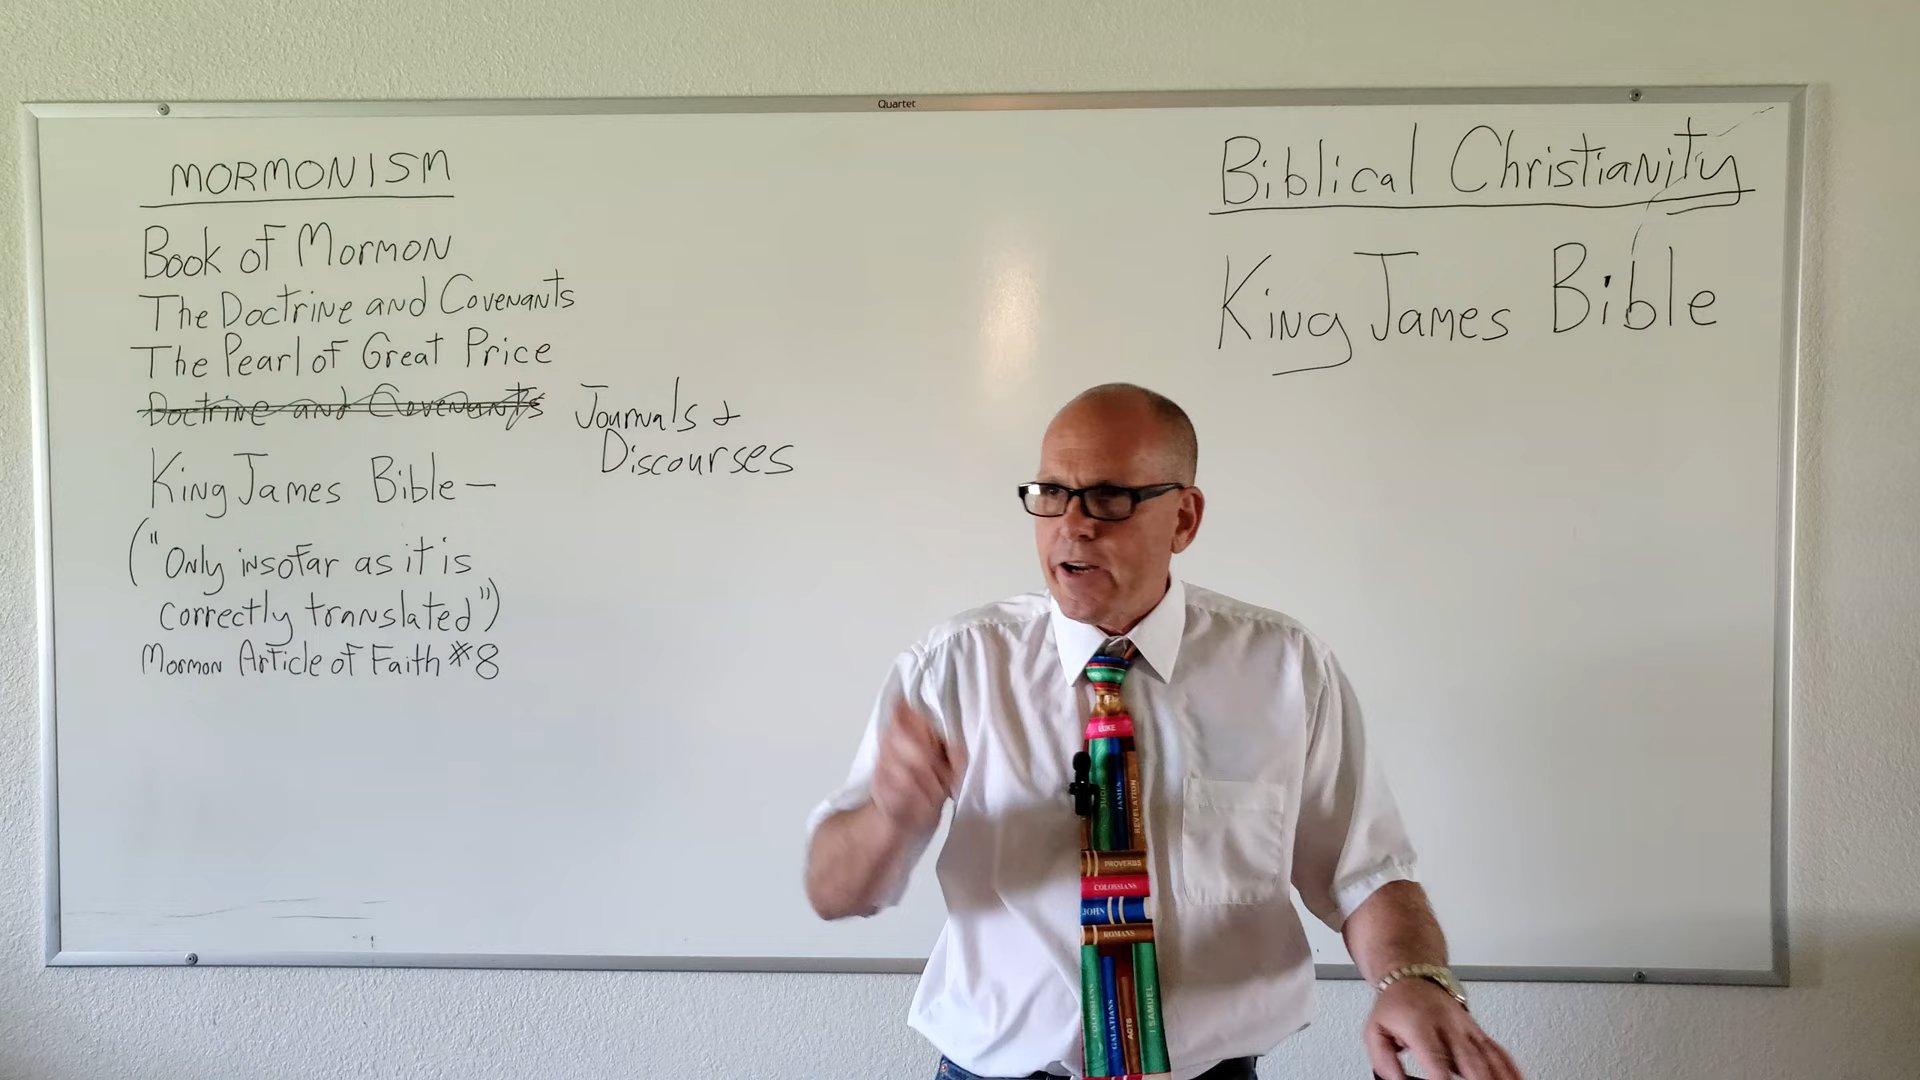 Quartet
MORMONISM
Book of Mormon
The Doctrine and Covenants
The Pearl of Great Price
Doctrine and Covenants
Journals &
Discourses
King James Bible —
("Only insofar as it is
correctly translated")
Mormon Article of Faith #8
Biblical Christianity
King James Bible
LUKE
JUDE
JAMES
REVELATION
PROVERBS
COLOSSIANS
JOHN
ROMANS
COLOSSIANS
GALATIANS
ACTS
I SAMUEL